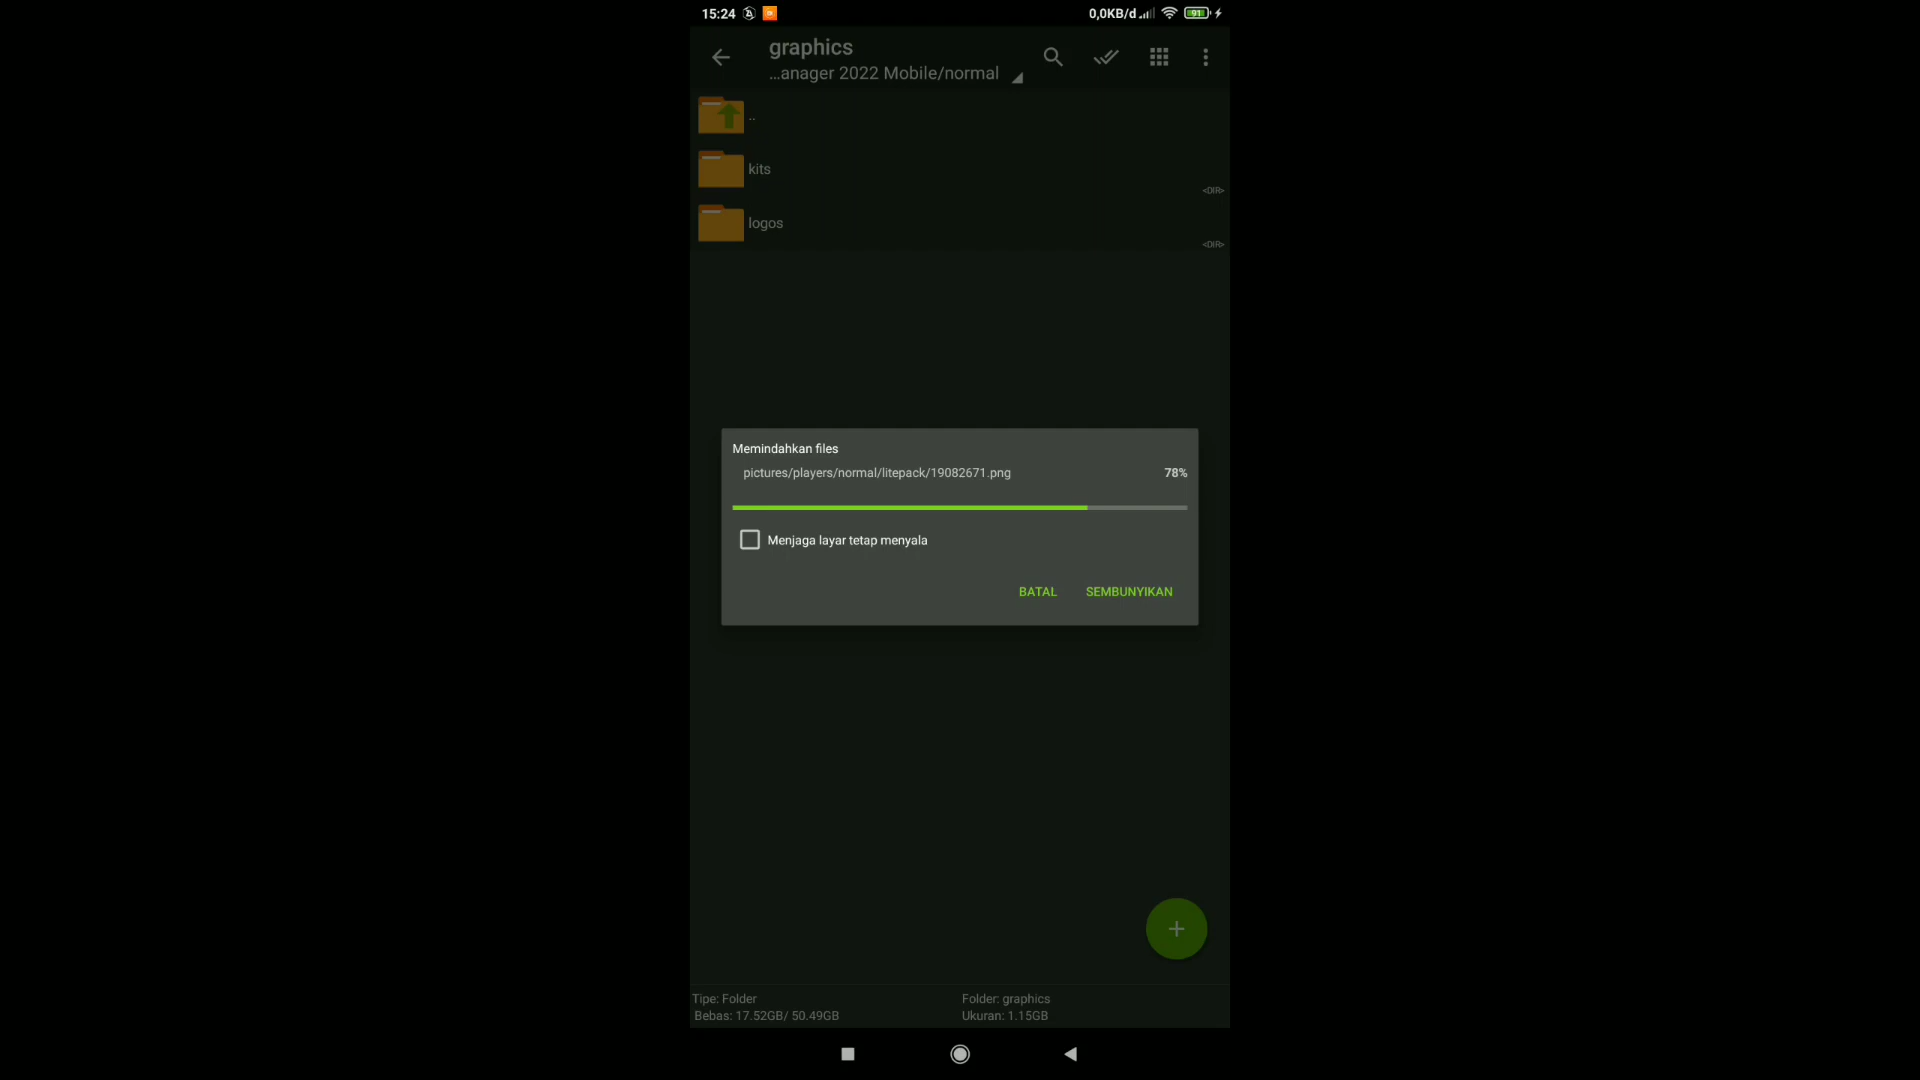 15:24
0,0KB/d
91
graphics
...anager 2022 Mobile/normal
..
kits
<DIR>
logos
<DIR>
Memindahkan files
pictures/players/normal/litepack/19082671.png 78%
Menjaga layar tetap menyala
BATAL SEMBUNYIKAN
Tipe: Folder Folder: graphics
Bebas: 17.52GB/ 50.49GB Ukuran: 1.15GB